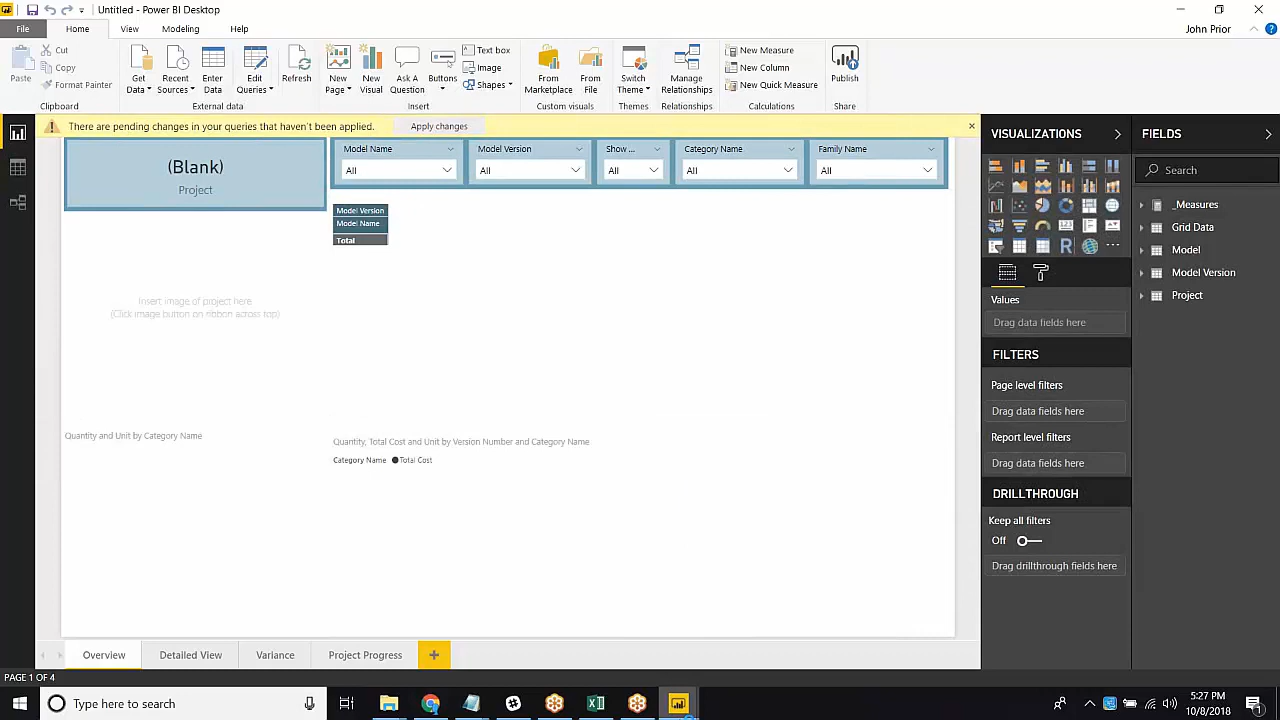 Untitled - Power BI Desktop
File
Home
View
Modeling
Help
John Prior
Paste
Cut
Copy
Format Painter
Clipboard
Get Data
Recent Sources
Enter Data
Edit Queries
Refresh
External data
New Page
New Visual
Ask A Question
Buttons
Text box
Image
Shapes
Insert
From Marketplace
From File
Custom visuals
Switch Theme
Themes
Manage Relationships
Relationships
New Measure
New Column
New Quick Measure
Calculations
Publish
Share
There are pending changes in your queries that haven't been applied.
Apply changes
(Blank)
Project
Model Name
All
Model Version
All
Show ...
All
Category Name
All
Family Name
All
Model Version
Model Name
Total
Insert image of project here
(Click image button on ribbon across top)
Quantity and Unit by Category Name
Quantity, Total Cost and Unit by Version Number and Category Name
Category Name
Total Cost
VISUALIZATIONS
R
Values
Drag data fields here
FILTERS
Page level filters
Drag data fields here
Report level filters
Drag data fields here
DRILLTHROUGH
Keep all filters
Off
Drag drillthrough fields here
FIELDS
Search
_Measures
Grid Data
Model
Model Version
Project
Overview
Detailed View
Variance
Project Progress
PAGE 1 OF 4
Type here to search
5:27 PM
10/8/2018
1